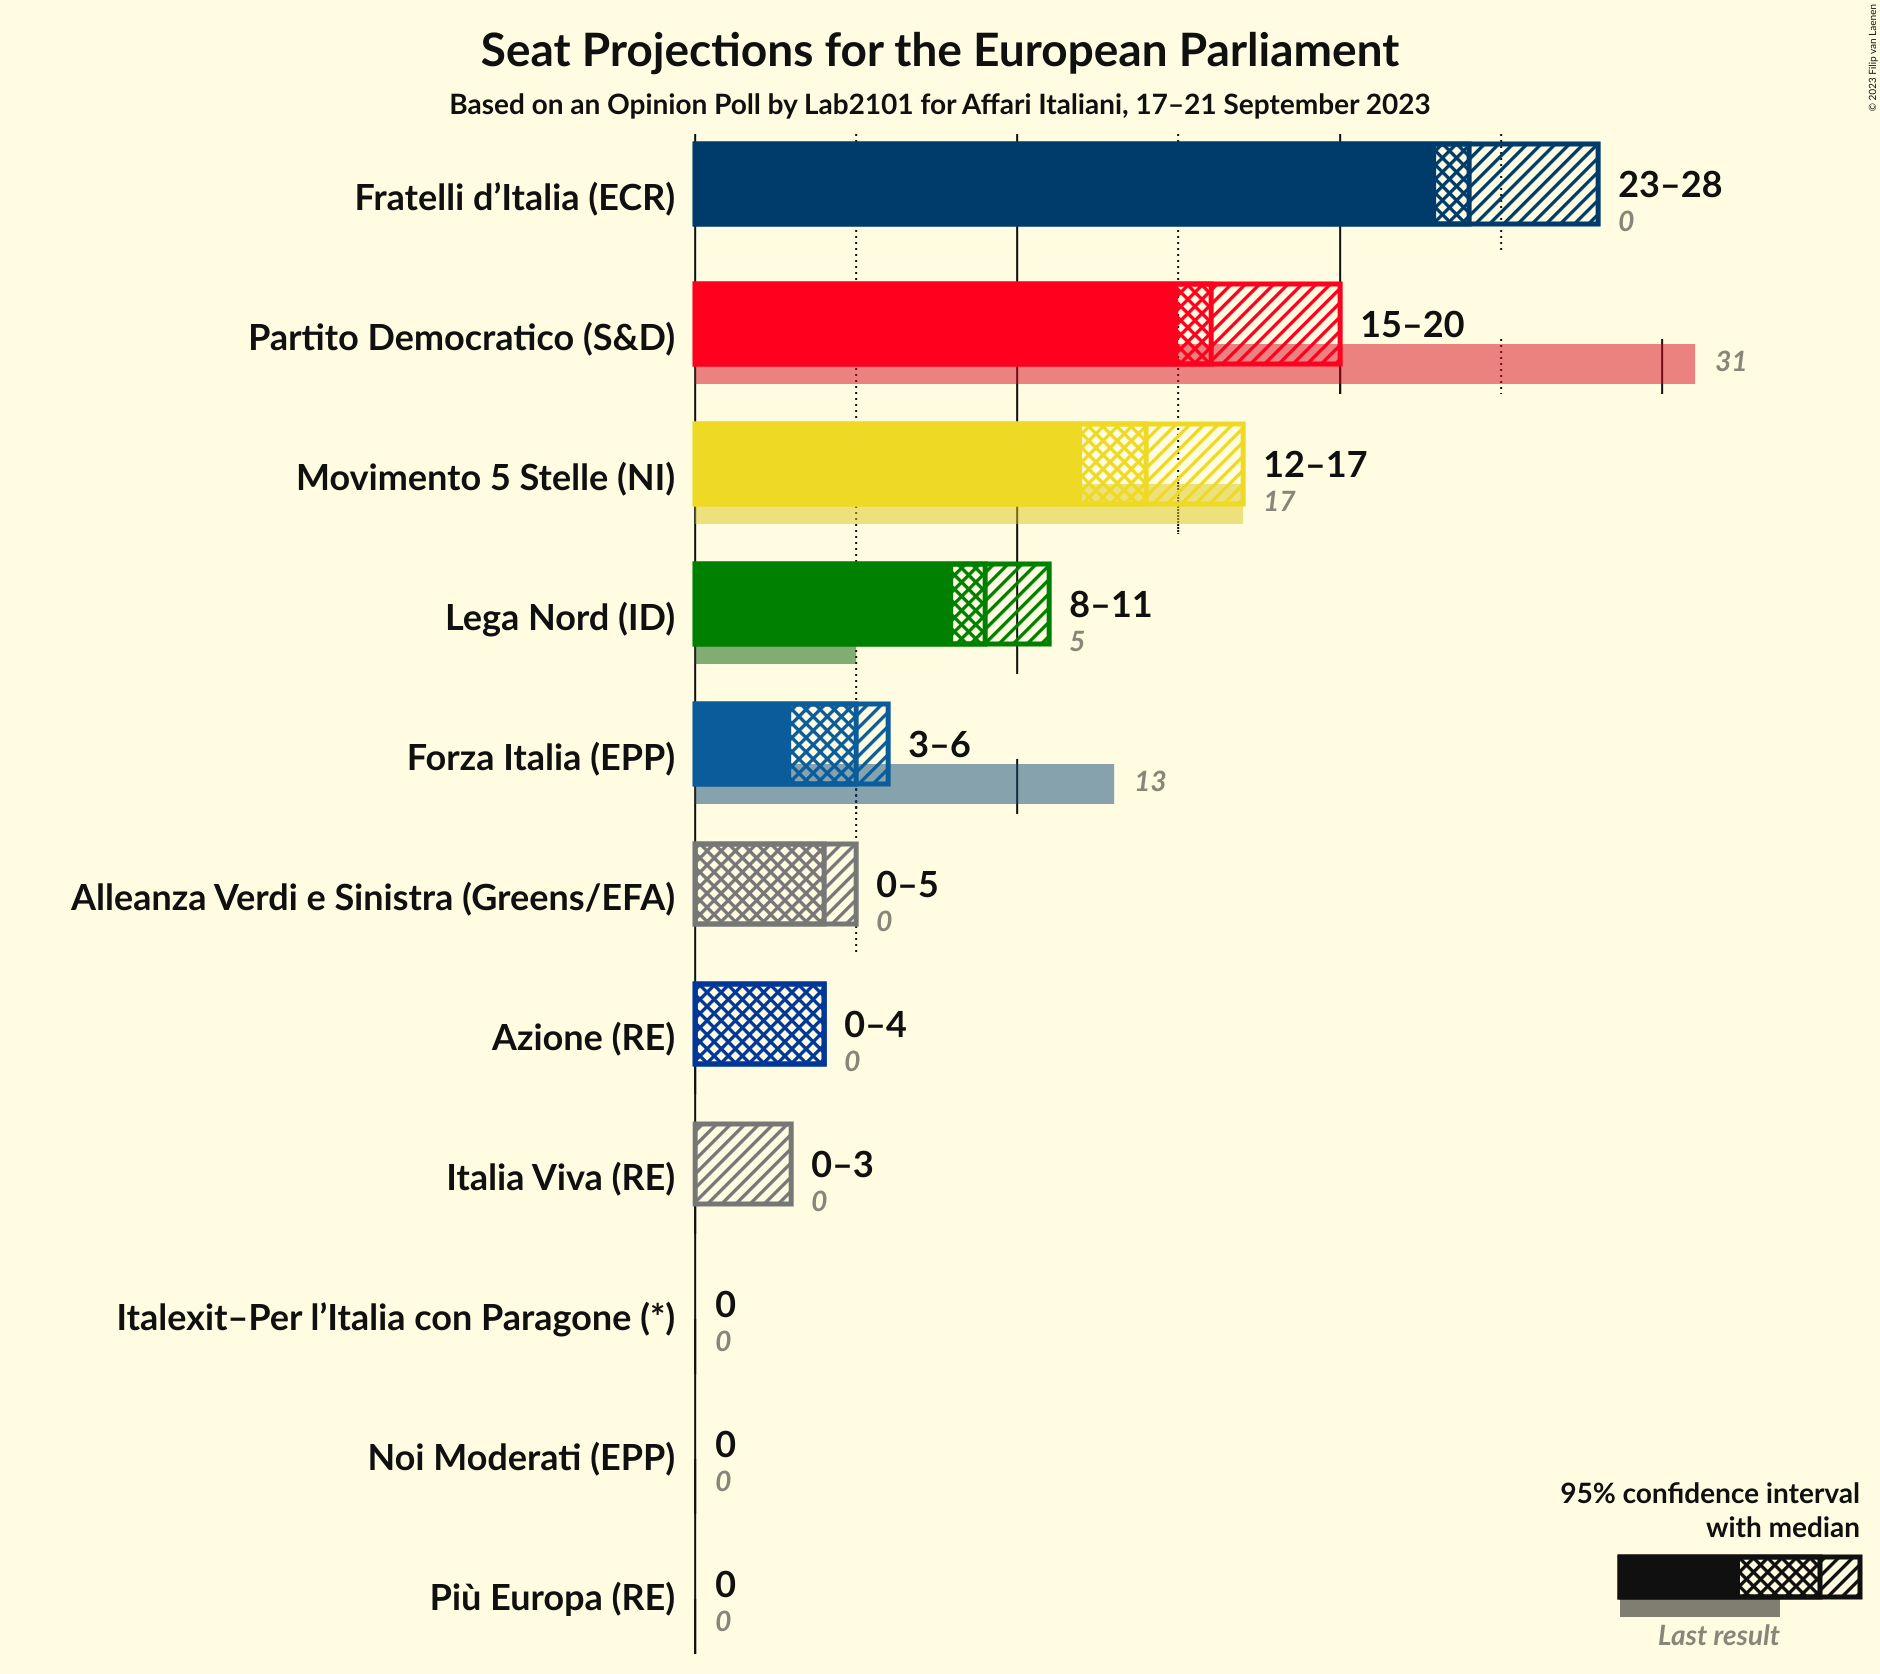 Seat Projections for the European Parliament
Based on an Opinion Poll by Lab2101 for Affari Italiani, 17–21 September 2023
© 2023 Filip van Laenen
Fratelli d’Italia (ECR)
23–28
0
Partito Democratico (S&D)
15–20
31
Movimento 5 Stelle (NI)
12–17
17
Lega Nord (ID)
8–11
5
Forza Italia (EPP)
3–6
13
Alleanza Verdi e Sinistra (Greens/EFA)
0–5
0
Azione (RE)
0–4
0
Italia Viva (RE)
0–3
0
Italexit–Per l’Italia con Paragone (*)
0
0
Noi Moderati (EPP)
0
0
Più Europa (RE)
0
0
95% confidence interval
with median
Last result